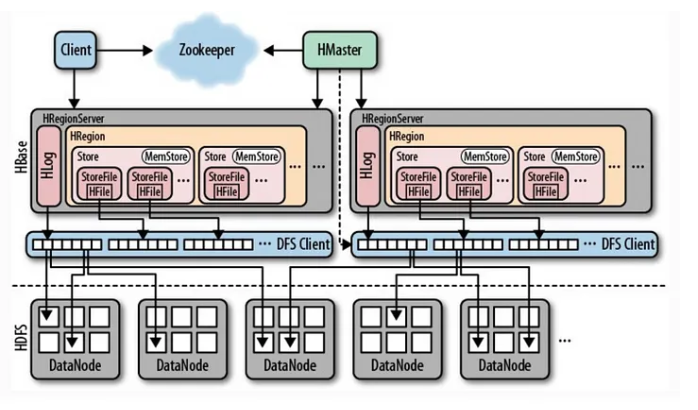 Client
Zookeeper
HMaster
HBase
HRegionServer
HLog
HRegion
Store
MemStore
StoreFile
HFile
StoreFile
HFile
...
Store
MemStore
StoreFile
HFile
...
...
...
HRegionServer
HLog
HRegion
Store
MemStore
StoreFile
HFile
StoreFile
HFile
...
Store
MemStore
StoreFile
HFile
...
...
...
... DFS Client
... DFS Client
HDFS
DataNode
DataNode
DataNode
DataNode
DataNode
...